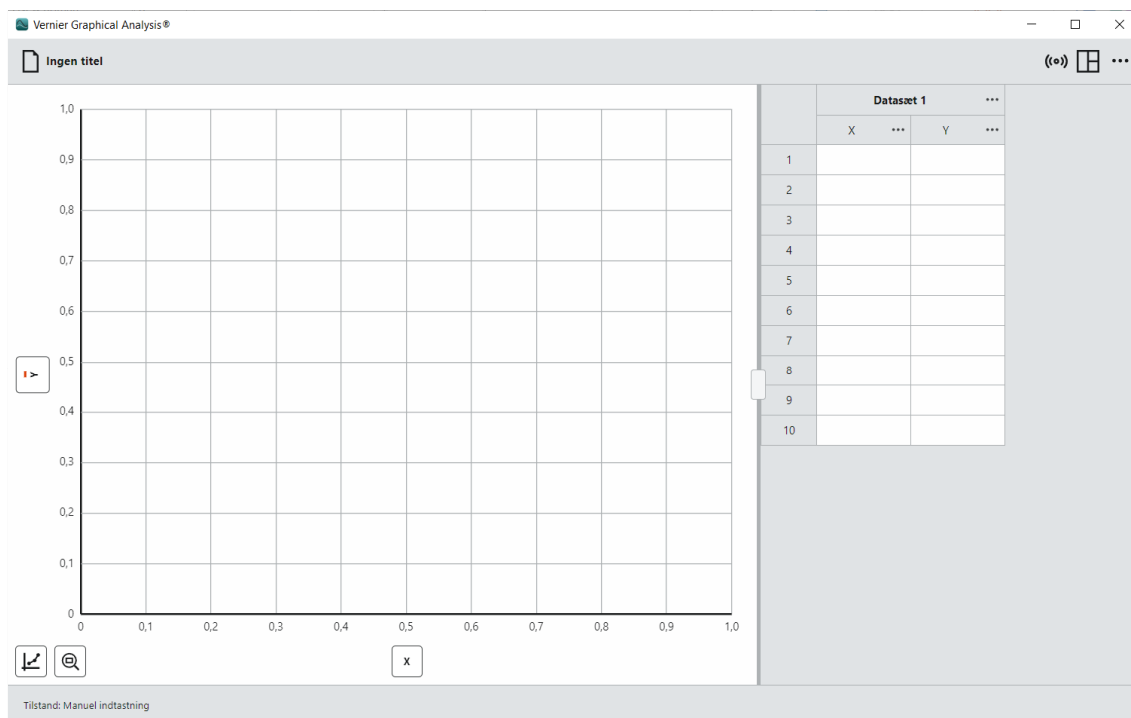 Vernier Graphical Analysis®
Ingen titel
Datasæt 1
X Y
1
2
3
4
5
6
7
8
9
10
1,0
0,9
0,8
0,7
0,6
0,5
0,4
0,3
0,2
0,1
0
Y
0 0,1 0,2 0,3 0,4 0,5 0,6 0,7 0,8 0,9 1,0
X
Tilstand: Manuel indtastning